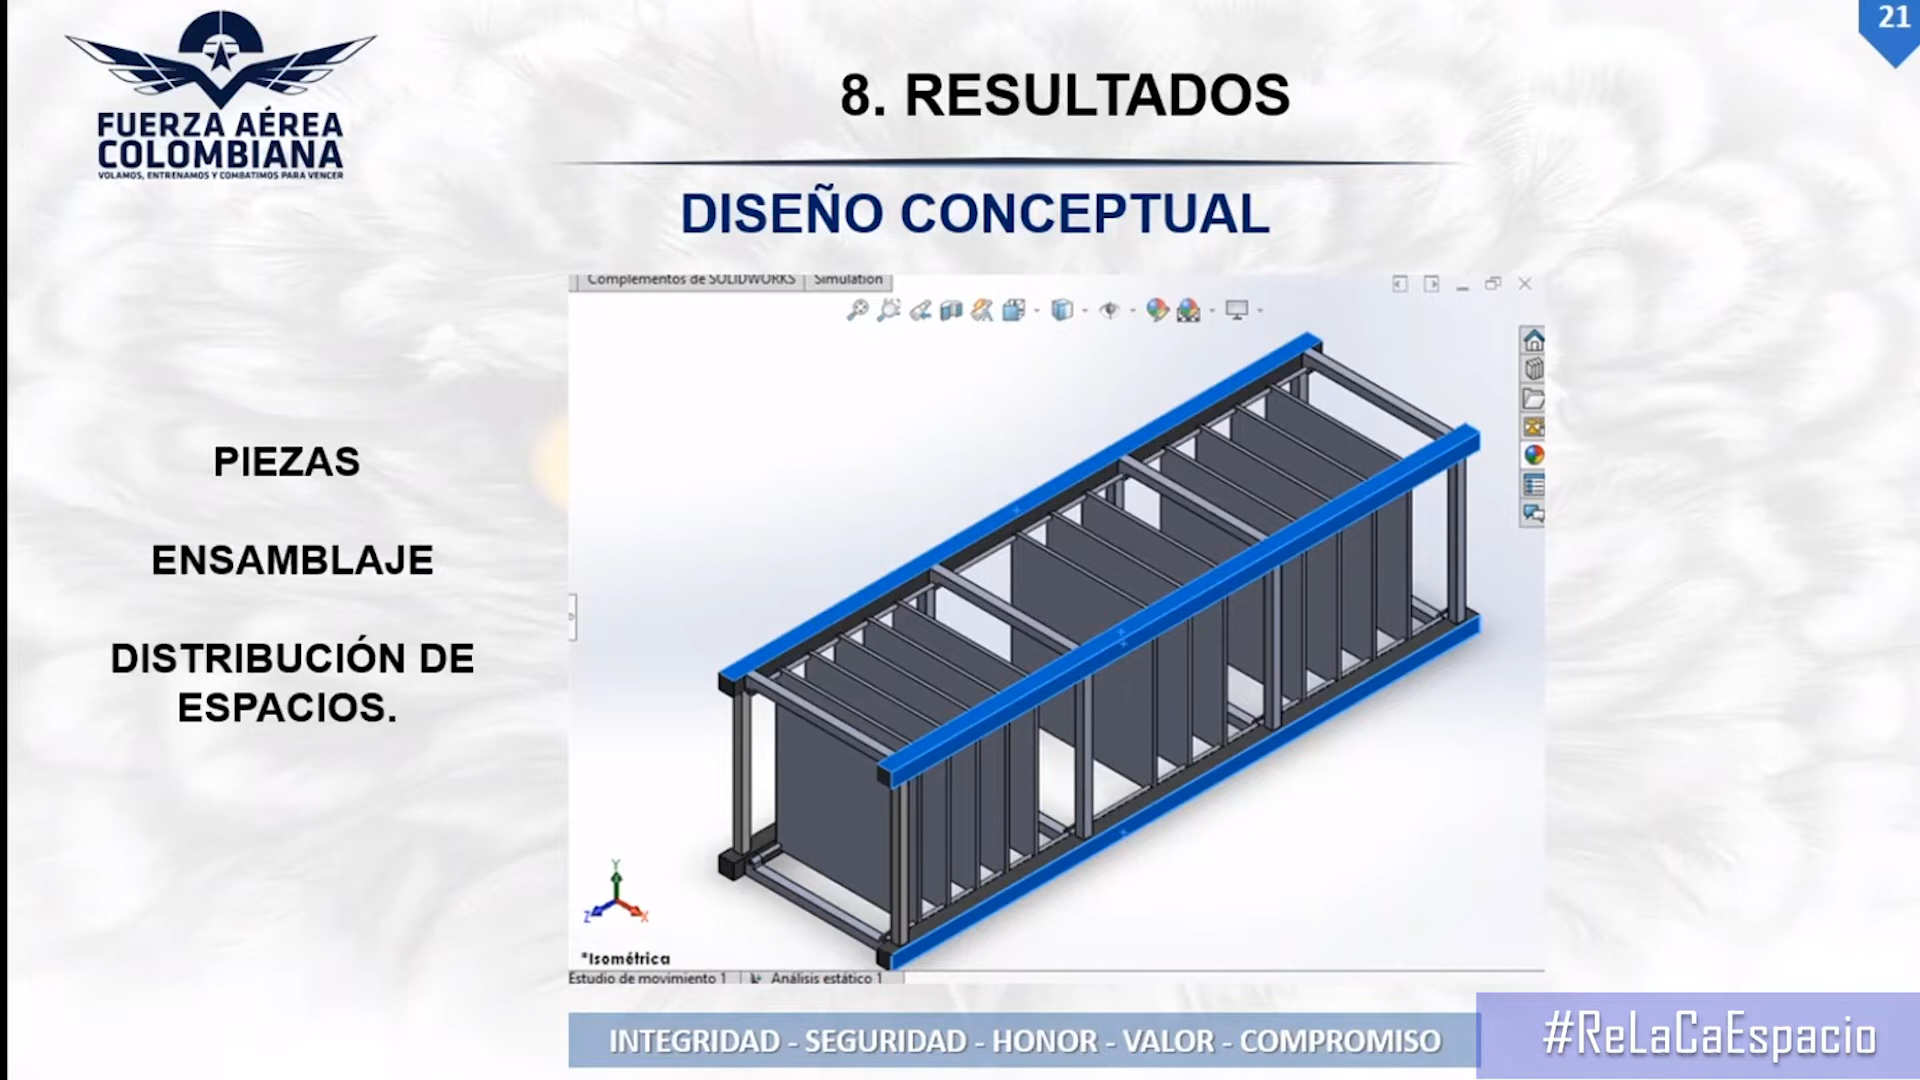 21
FUERZA AÉREA
COLOMBIANA
VOLAMOS, ENTRENAMOS Y COMBATIMOS PARA VENCER
8. RESULTADOS
DISEÑO CONCEPTUAL
Complementos de SOLIDWORKS
Simulation
PIEZAS
ENSAMBLAJE
DISTRIBUCIÓN DE
ESPACIOS.
Y
Z
X
*Isométrica
Estudio de movimiento 1
Análisis estático 1
INTEGRIDAD - SEGURIDAD - HONOR - VALOR - COMPROMISO
#ReLaCaEspacio